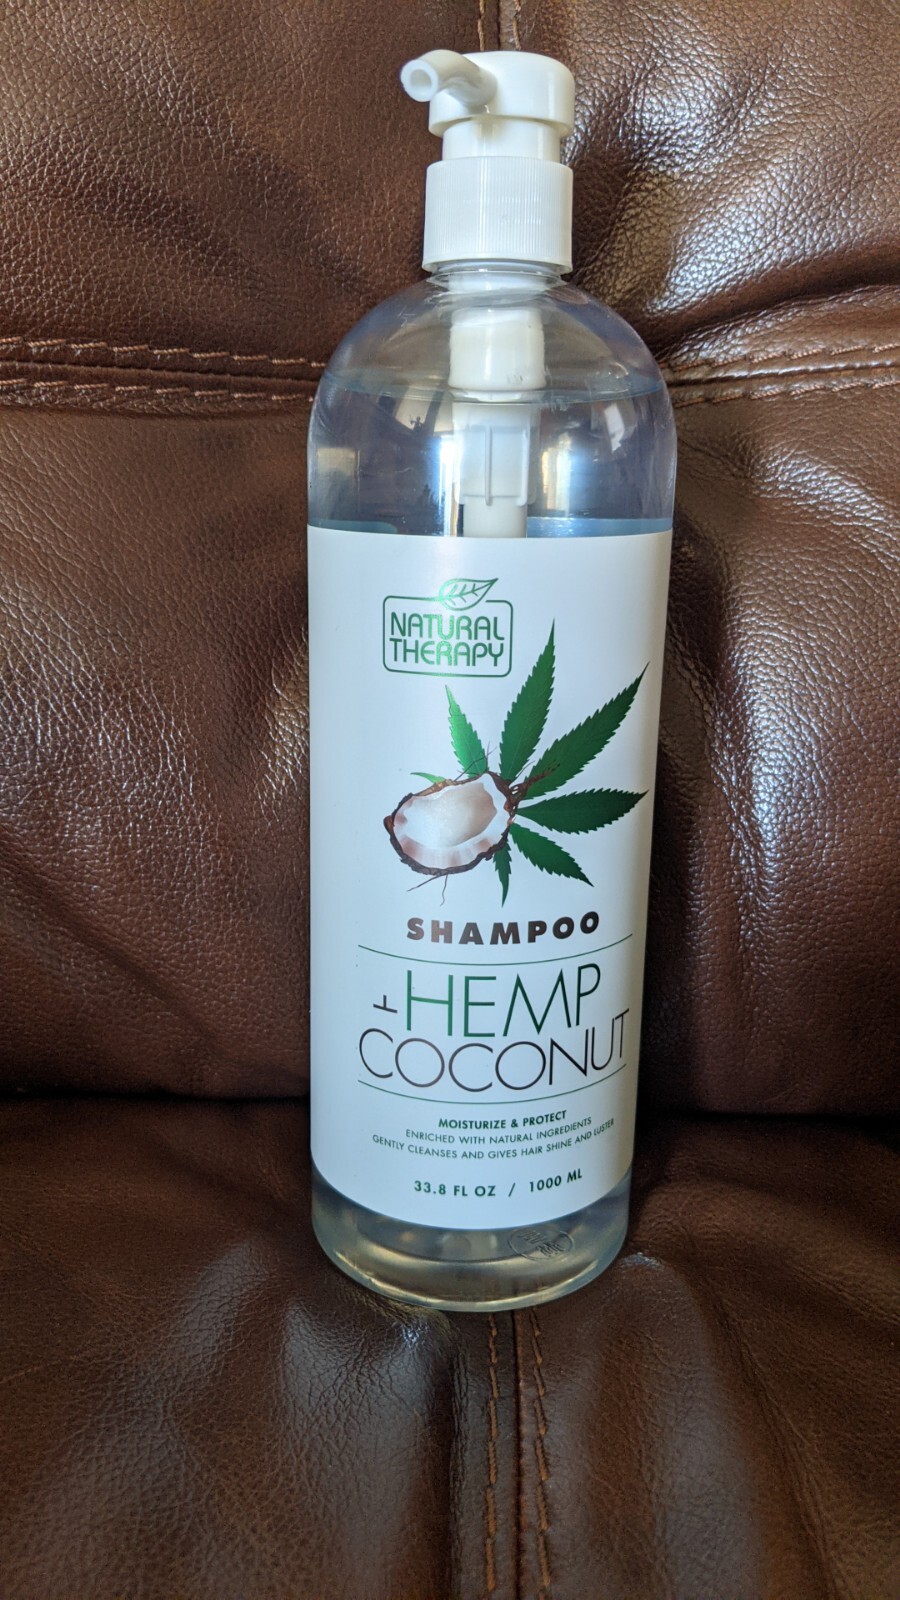 NATURAL
THERAPY
SHAMPOO
+HEMP
COCONUT
MOISTURIZE & PROTECT
ENRICHED WITH NATURAL INGREDIENTS
GENTLY CLEANSES AND GIVES HAIR SHINE AND LUSTER
33.8 FL OZ / 1000 ML